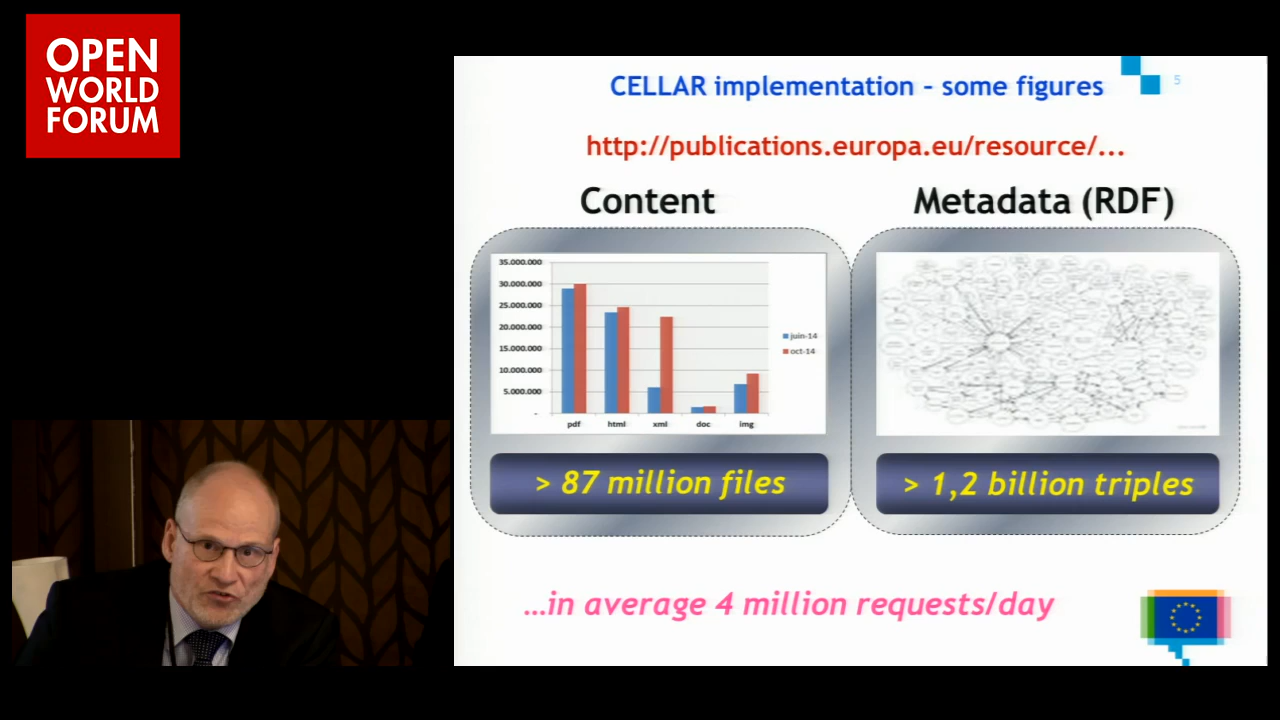 OPEN
WORLD
FORUM
CELLAR implementation – some figures
5
http://publications.europa.eu/resource/...
Content
Metadata (RDF)
35.000.000
30.000.000
25.000.000
20.000.000
15.000.000
10.000.000
5.000.000
-
juin-14
oct-14
pdf html xml doc img
> 87 million files
> 1,2 billion triples
...in average 4 million requests/day